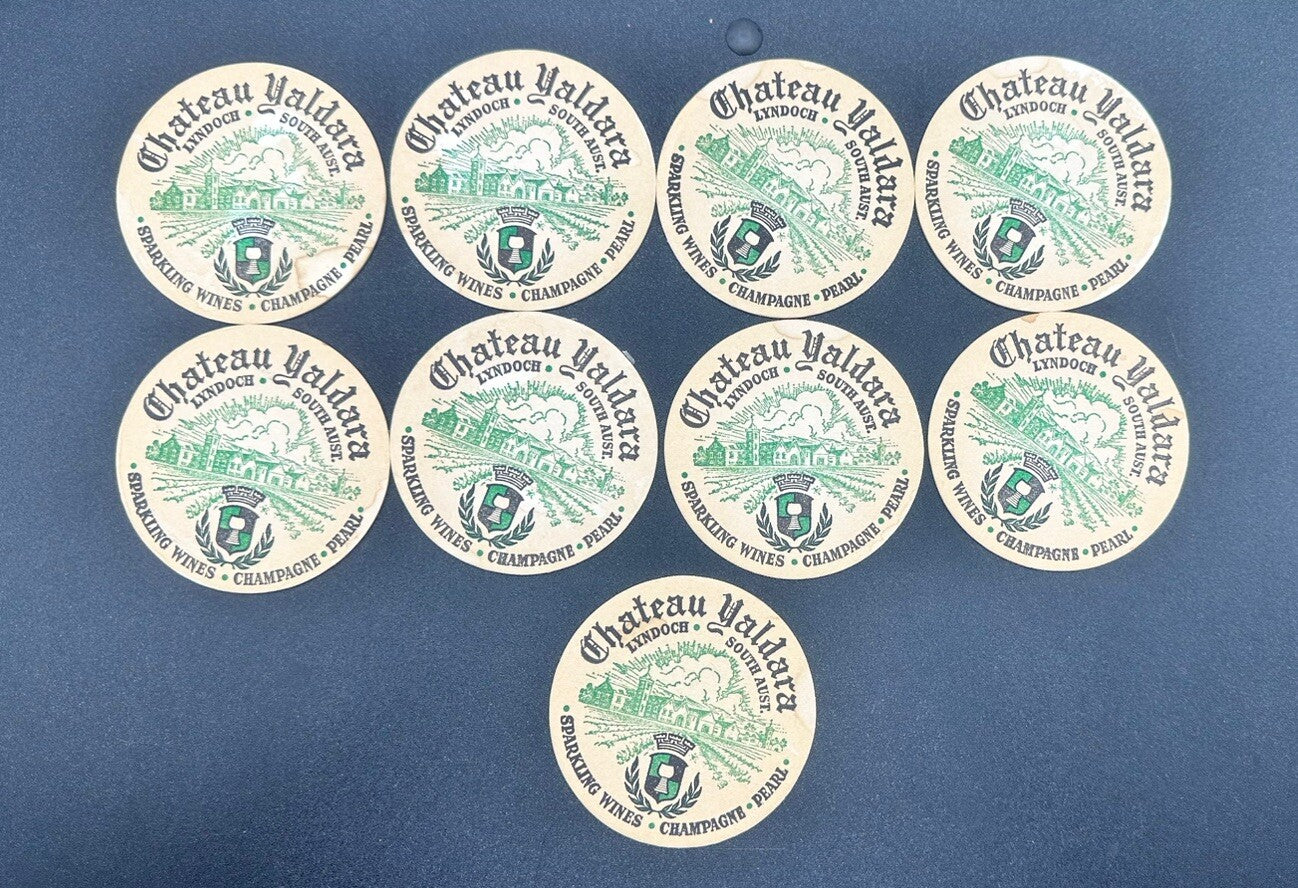 Chateau Yaldara
LYNDOCH • SOUTH AUST.
• SPARKLING WINES • CHAMPAGNE • PEARL •
Chateau Yaldara
LYNDOCH • SOUTH AUST.
• SPARKLING WINES • CHAMPAGNE • PEARL •
Chateau Yaldara
LYNDOCH • SOUTH AUST.
• SPARKLING WINES • CHAMPAGNE • PEARL •
Chateau Yaldara
LYNDOCH • SOUTH AUST.
• SPARKLING WINES • CHAMPAGNE • PEARL •
Chateau Yaldara
LYNDOCH • SOUTH AUST.
• SPARKLING WINES • CHAMPAGNE • PEARL •
Chateau Yaldara
LYNDOCH • SOUTH AUST.
• SPARKLING WINES • CHAMPAGNE • PEARL •
Chateau Yaldara
LYNDOCH • SOUTH AUST.
• SPARKLING WINES • CHAMPAGNE • PEARL •
Chateau Yaldara
LYNDOCH • SOUTH AUST.
• SPARKLING WINES • CHAMPAGNE • PEARL •
Chateau Yaldara
LYNDOCH • SOUTH AUST.
• SPARKLING WINES • CHAMPAGNE • PEARL •